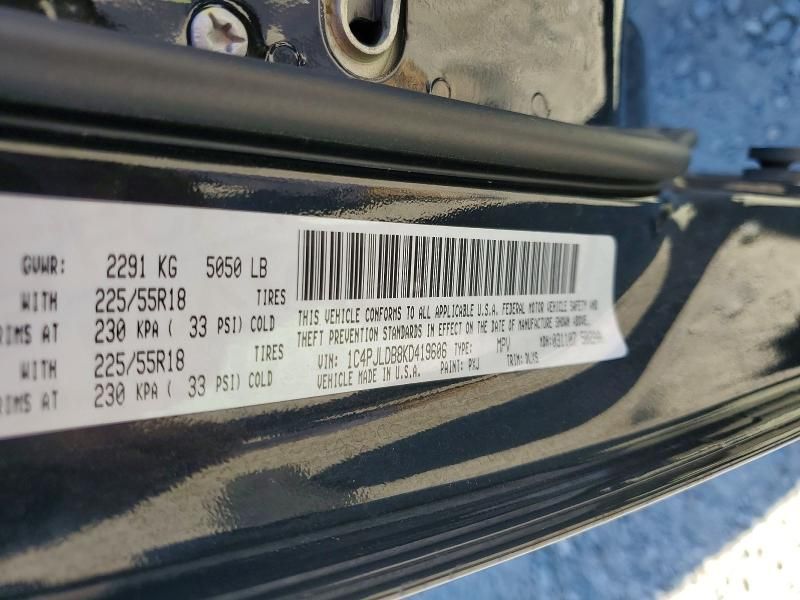 GVWR: 2291 KG 5050 LB
WITH 225/55R18 TIRES
RIMS AT 230 KPA ( 33 PSI) COLD
WITH 225/55R18 TIRES
RIMS AT 230 KPA ( 33 PSI) COLD
THIS VEHICLE CONFORMS TO ALL APPLICABLE U.S.A. FEDERAL MOTOR VEHICLE SAFETY AND
THEFT PREVENTION STANDARDS IN EFFECT ON THE DATE OF MANUFACTURE SHOWN ABOVE.
VIN: 1C4PJLDB8KD419606 TYPE: MPV MDH:031107
VEHICLE MADE IN U.S.A. PAINT: PXJ TRIM: